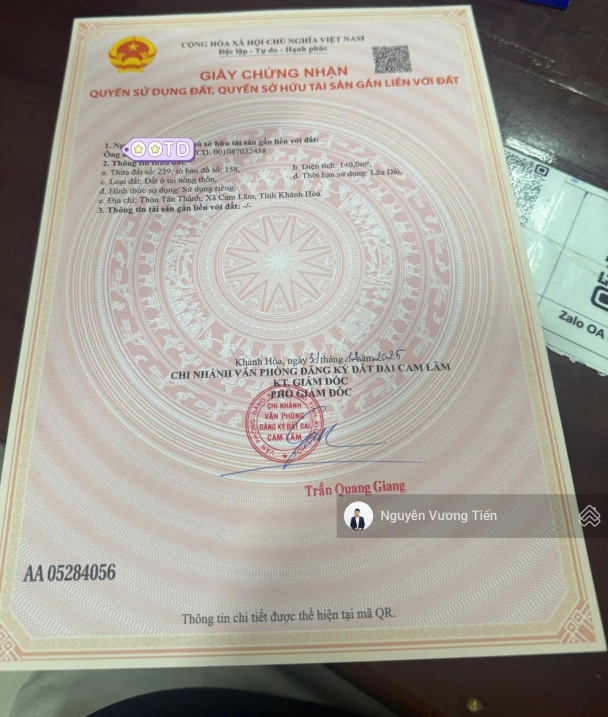 CỘNG HÒA XÃ HỘI CHỦ NGHĨA VIỆT NAM
Độc lập - Tự do - Hạnh phúc
GIẤY CHỨNG NHẬN
QUYỀN SỬ DỤNG ĐẤT, QUYỀN SỞ HỮU TÀI SẢN GẮN LIỀN VỚI ĐẤT
1. sở hữu tài sản gắn liền với đất:
OOTD
Ông 001087032458
2. Thông tin thửa đất:
a. Thửa đất số: 239; tờ bản đồ số: 158, b. Diện tích: 140,0m²,
c. Loại đất: Đất ở tại nông thôn, d. Thời hạn sử dụng: Lâu Dài,
đ. Hình thức sử dụng: Sử dụng riêng,
e. Địa chỉ: Thôn Tân Thành, Xã Cam Lâm, Tỉnh Khánh Hòa.
3. Thông tin tài sản gắn liền với đất: -/-
Khánh Hòa, ngày 31 tháng 12 năm 2025
CHI NHÁNH VĂN PHÒNG ĐĂNG KÝ ĐẤT ĐAI CAM LÂM
KT. GIÁM ĐỐC
PHÓ GIÁM ĐỐC
CHI NHÁNH
VĂN PHÒNG
ĐĂNG KÝ ĐẤT ĐAI
CAM LÂM
Trần Quang Giang
Nguyễn Vương Tiến
AA 05284056
Thông tin chi tiết được thể hiện tại mã QR.
Zalo OA